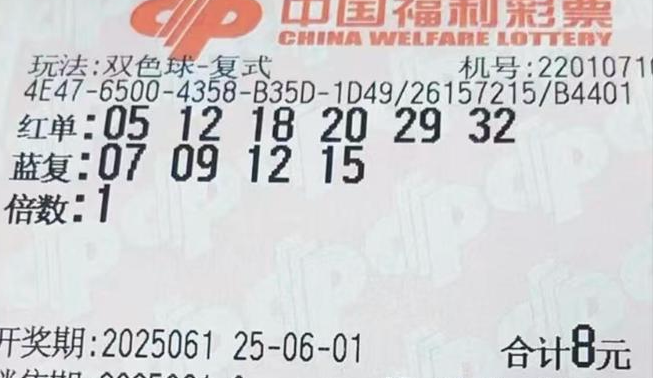 中国福利彩票
CHINA WELFARE LOTTERY
玩法:双色球-复式 机号:22010710
4E47-6500-4358-B35D-1D49/26157215/B4401
红单:05 12 18 20 29 32
蓝复:07 09 12 15
倍数:1
开奖期:2025061 25-06-01 合计8元